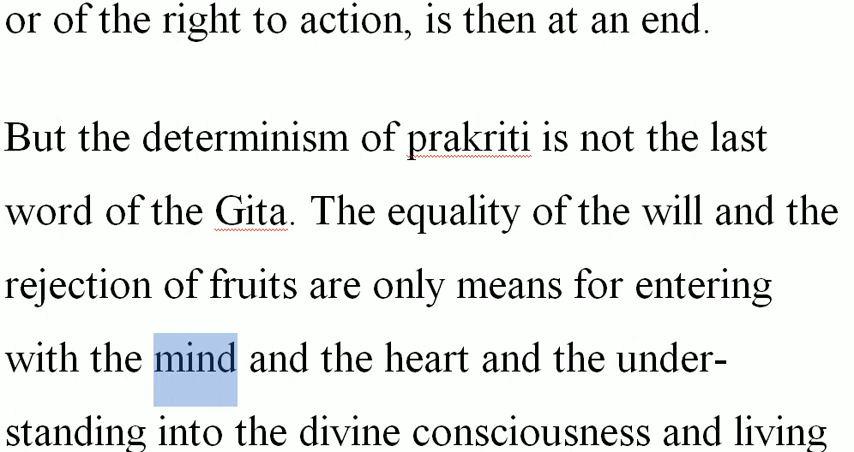 or of the right to action, is then at an end.
But the determinism of prakriti is not the last
word of the Gita. The equality of the will and the
rejection of fruits are only means for entering
with the mind and the heart and the under-
standing into the divine consciousness and living